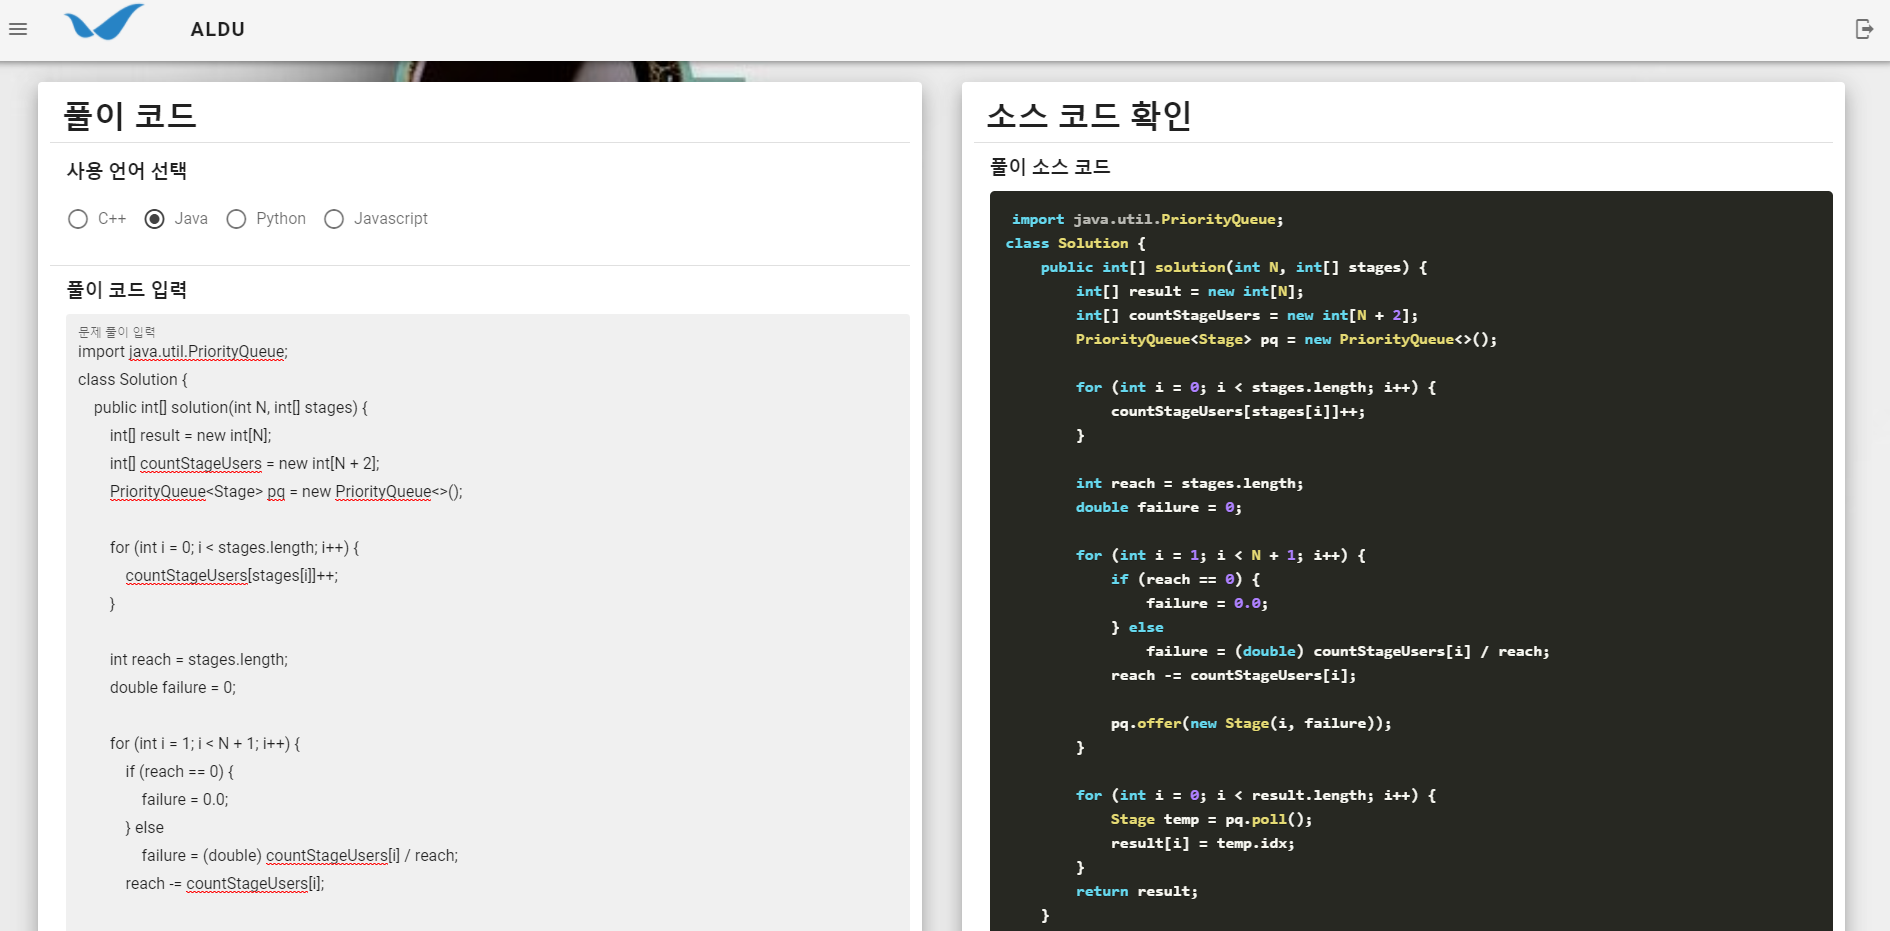 ALDU
풀이 코드
사용 언어 선택
C++ Java Python Javascript
풀이 코드 입력
문제 풀이 입력
import java.util.PriorityQueue;
class Solution {
    public int[] solution(int N, int[] stages) {
        int[] result = new int[N];
        int[] countStageUsers = new int[N + 2];
        PriorityQueue<Stage> pq = new PriorityQueue<>();

        for (int i = 0; i < stages.length; i++) {
            countStageUsers[stages[i]]++;
        }

        int reach = stages.length;
        double failure = 0;

        for (int i = 1; i < N + 1; i++) {
            if (reach == 0) {
                failure = 0.0;
            } else
                failure = (double) countStageUsers[i] / reach;
            reach -= countStageUsers[i];
소스 코드 확인
풀이 소스 코드
import java.util.PriorityQueue;
class Solution {
    public int[] solution(int N, int[] stages) {
        int[] result = new int[N];
        int[] countStageUsers = new int[N + 2];
        PriorityQueue<Stage> pq = new PriorityQueue<>();

        for (int i = 0; i < stages.length; i++) {
            countStageUsers[stages[i]]++;
        }

        int reach = stages.length;
        double failure = 0;

        for (int i = 1; i < N + 1; i++) {
            if (reach == 0) {
                failure = 0.0;
            } else
                failure = (double) countStageUsers[i] / reach;
            reach -= countStageUsers[i];

            pq.offer(new Stage(i, failure));
        }

        for (int i = 0; i < result.length; i++) {
            Stage temp = pq.poll();
            result[i] = temp.idx;
        }
        return result;
    }